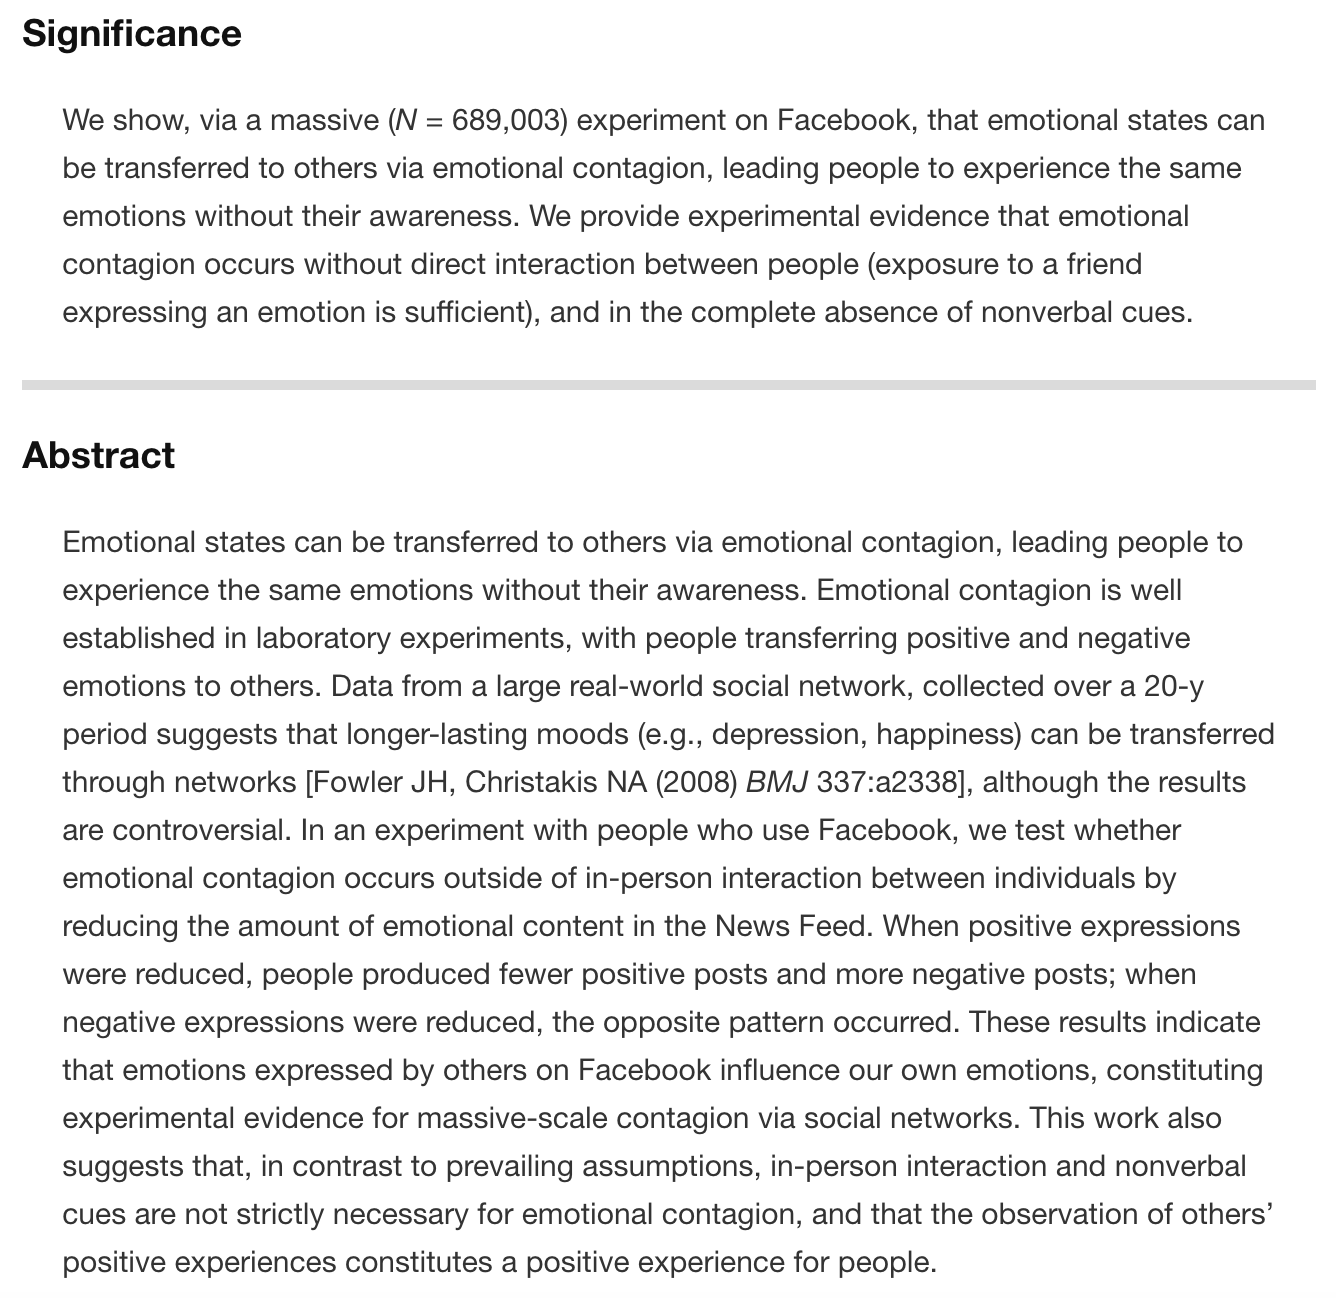 Significance
We show, via a massive (N = 689,003) experiment on Facebook, that emotional states can
be transferred to others via emotional contagion, leading people to experience the same
emotions without their awareness. We provide experimental evidence that emotional
contagion occurs without direct interaction between people (exposure to a friend
expressing an emotion is sufficient), and in the complete absence of nonverbal cues.
Abstract
Emotional states can be transferred to others via emotional contagion, leading people to
experience the same emotions without their awareness. Emotional contagion is well
established in laboratory experiments, with people transferring positive and negative
emotions to others. Data from a large real-world social network, collected over a 20-y
period suggests that longer-lasting moods (e.g., depression, happiness) can be transferred
through networks [Fowler JH, Christakis NA (2008) BMJ 337:a2338], although the results
are controversial. In an experiment with people who use Facebook, we test whether
emotional contagion occurs outside of in-person interaction between individuals by
reducing the amount of emotional content in the News Feed. When positive expressions
were reduced, people produced fewer positive posts and more negative posts; when
negative expressions were reduced, the opposite pattern occurred. These results indicate
that emotions expressed by others on Facebook influence our own emotions, constituting
experimental evidence for massive-scale contagion via social networks. This work also
suggests that, in contrast to prevailing assumptions, in-person interaction and nonverbal
cues are not strictly necessary for emotional contagion, and that the observation of others’
positive experiences constitutes a positive experience for people.